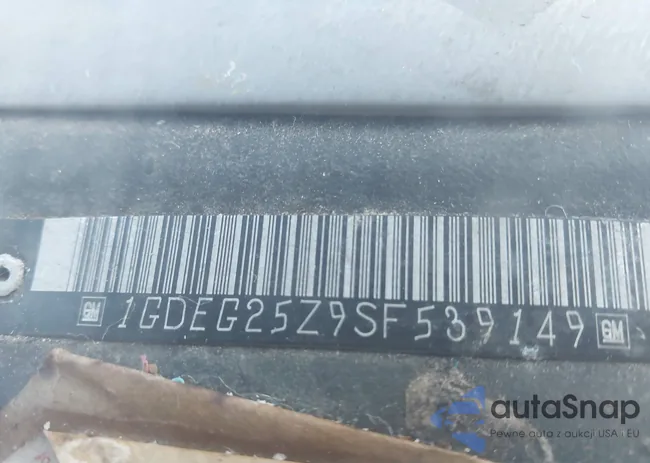 GM 1GDEG25Z9SF539149 GM
autaSnap
Pewne auta z aukcji USA i EU